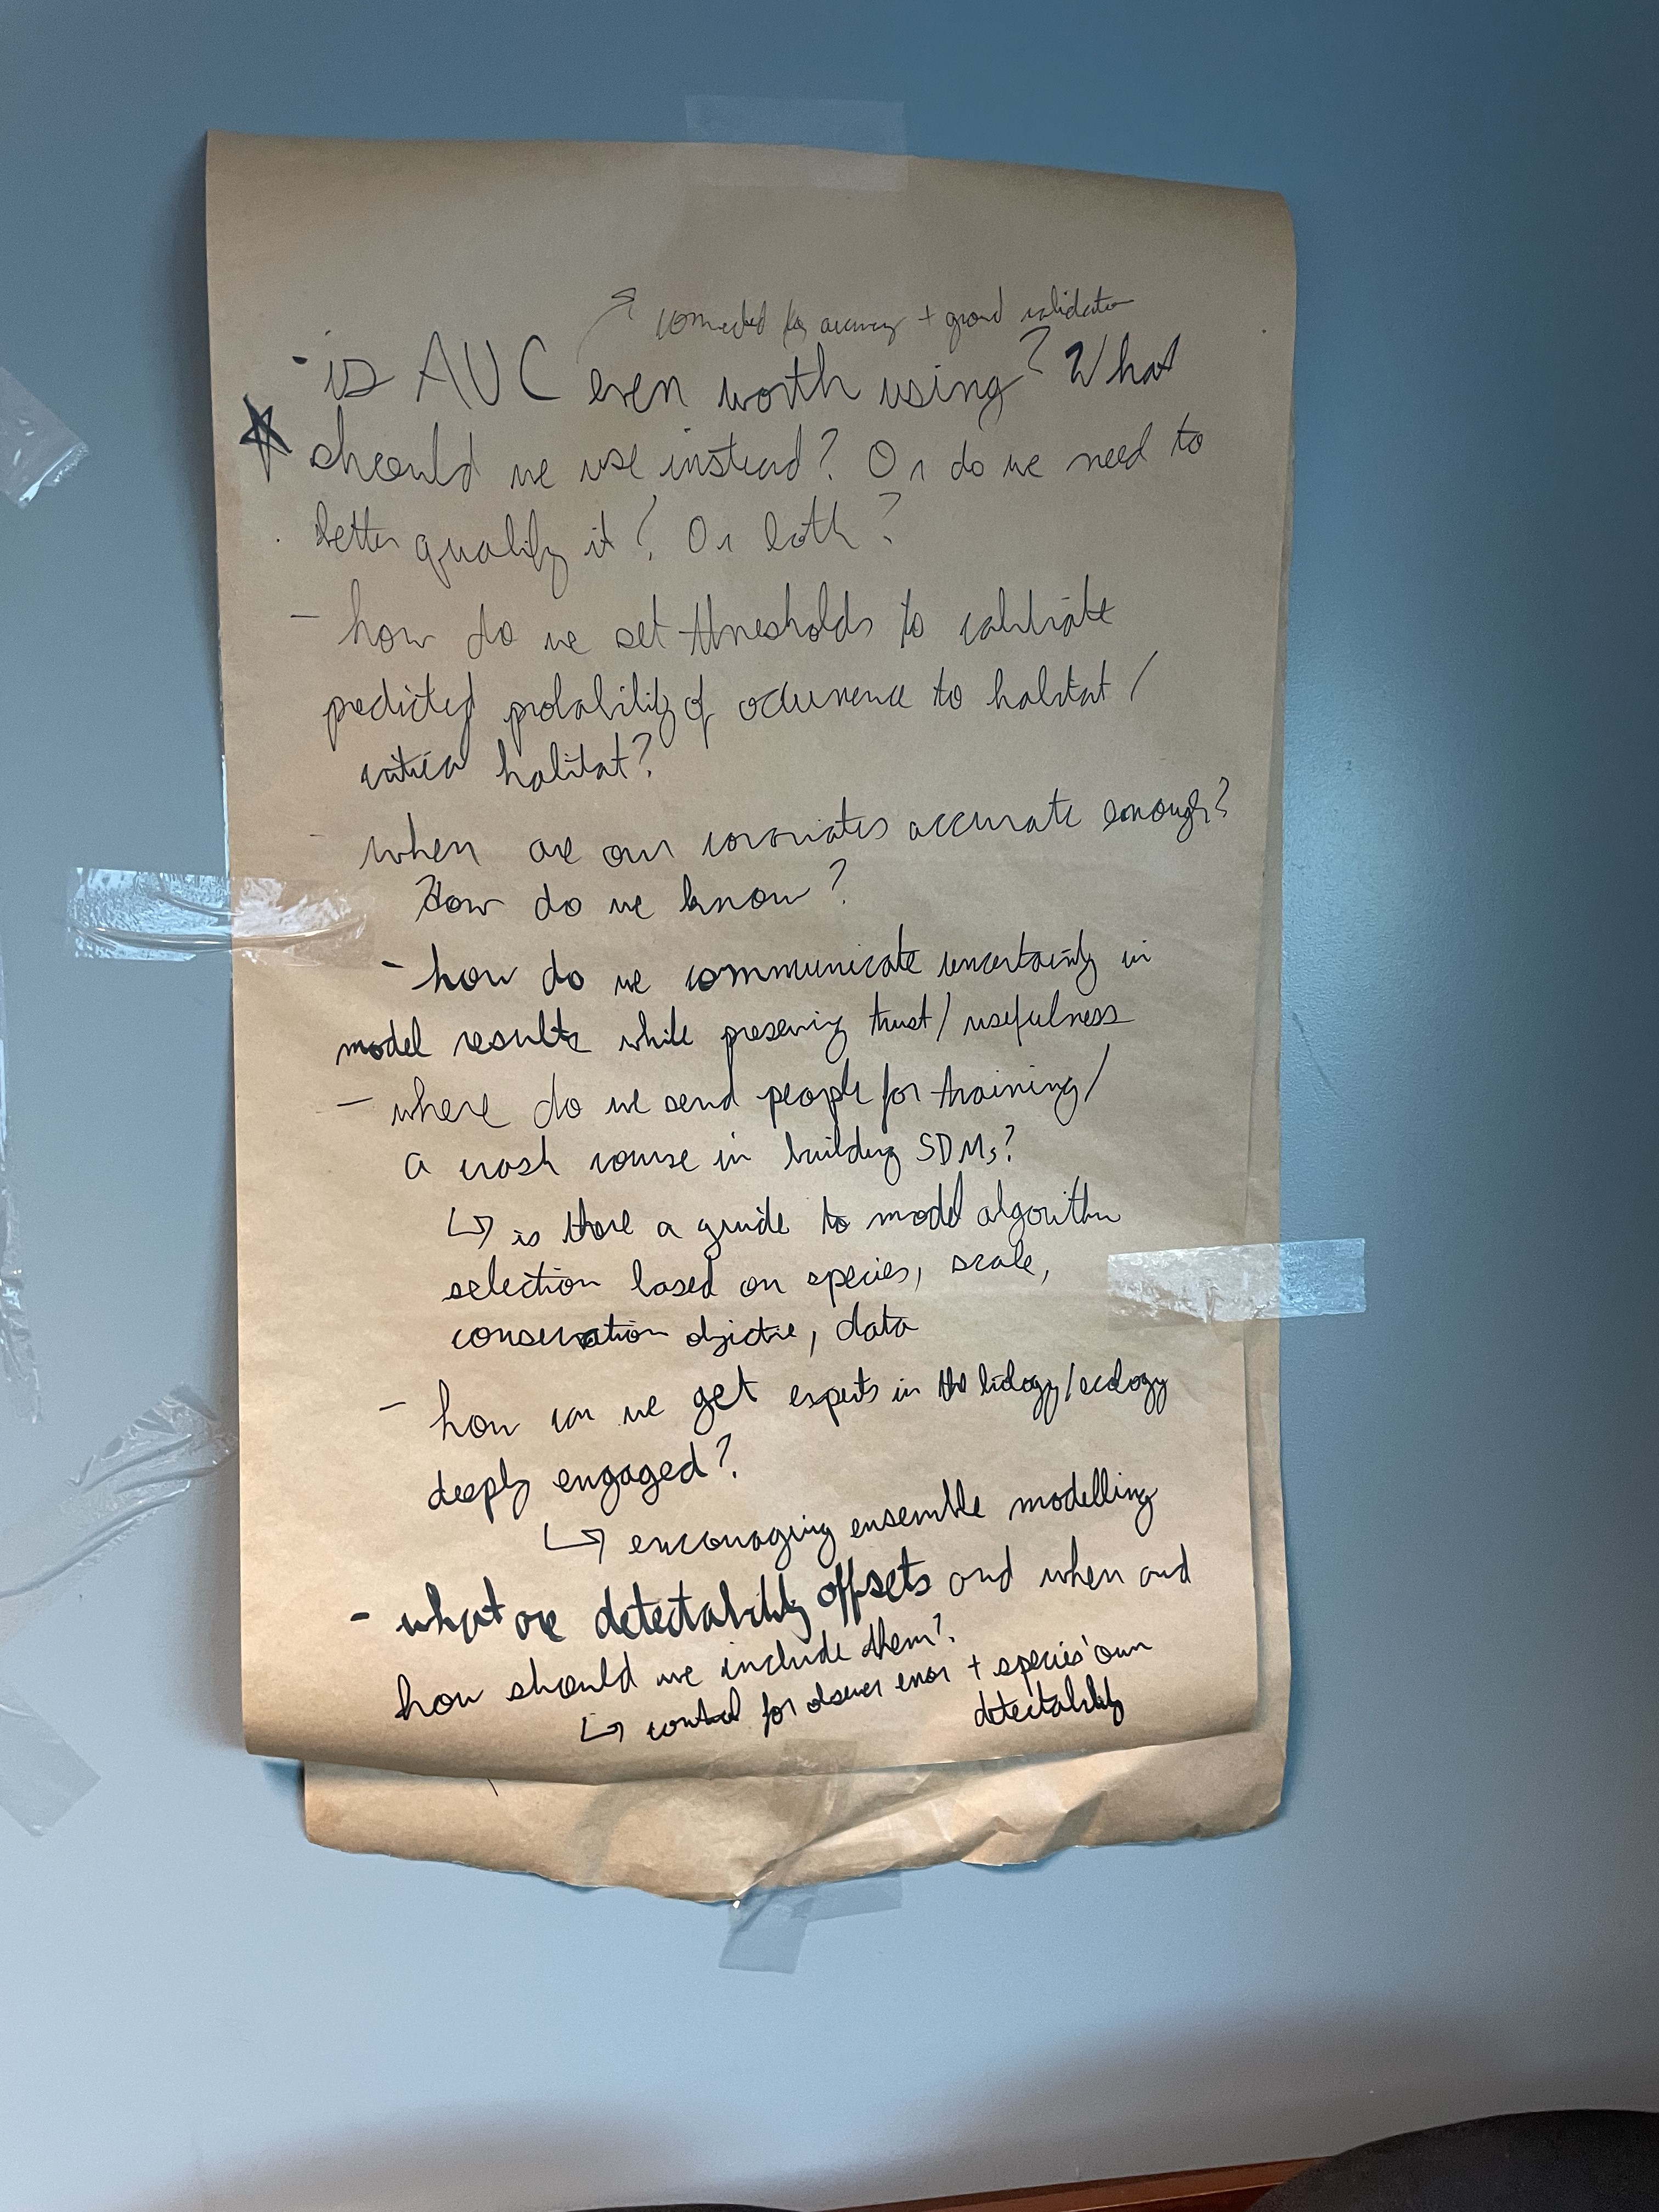 ↗ connected to accuracy + ground validation
- is AUC even worth using? What
☆ should we use instead? Or do we need to
better qualify it? Or both?
- how do we set thresholds to calibrate
predicted probability of occurrence to habitat /
critical habitat?
- when are our covariates accurate enough?
How do we know?
- how do we communicate uncertainty in
model results while preserving trust / usefulness
- where do we send people for training /
a crash course in building SDMs?
↳ is there a guide to model algorithm
selection based on species, scale,
conservation objective, data
- how can we get experts in the biology/ecology
deeply engaged?
↳ encouraging ensemble modelling
- what are detectability offsets and when and
how should we include them?
↳ control for observer error + species' own
detectability